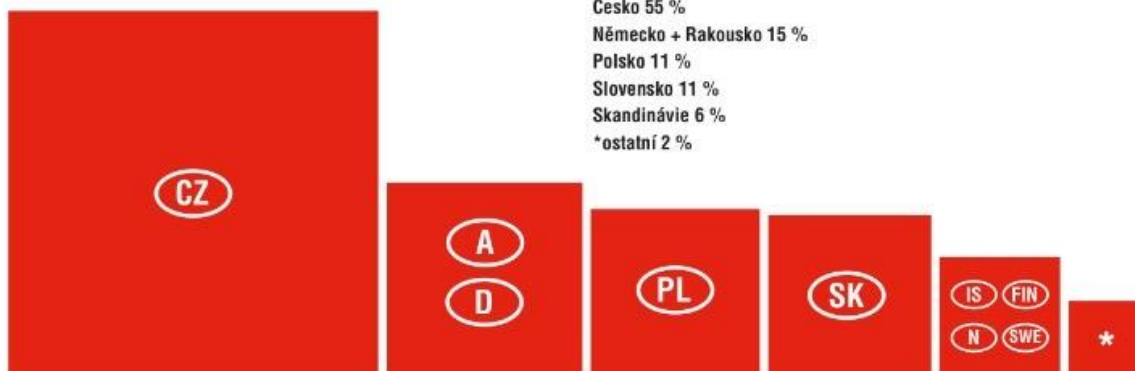 Česko 55 %
Německo + Rakousko 15 %
Polsko 11 %
Slovensko 11 %
Skandinávie 6 %
*ostatní 2 %
CZ
A
D
PL
SK
IS FIN
N SWE
*